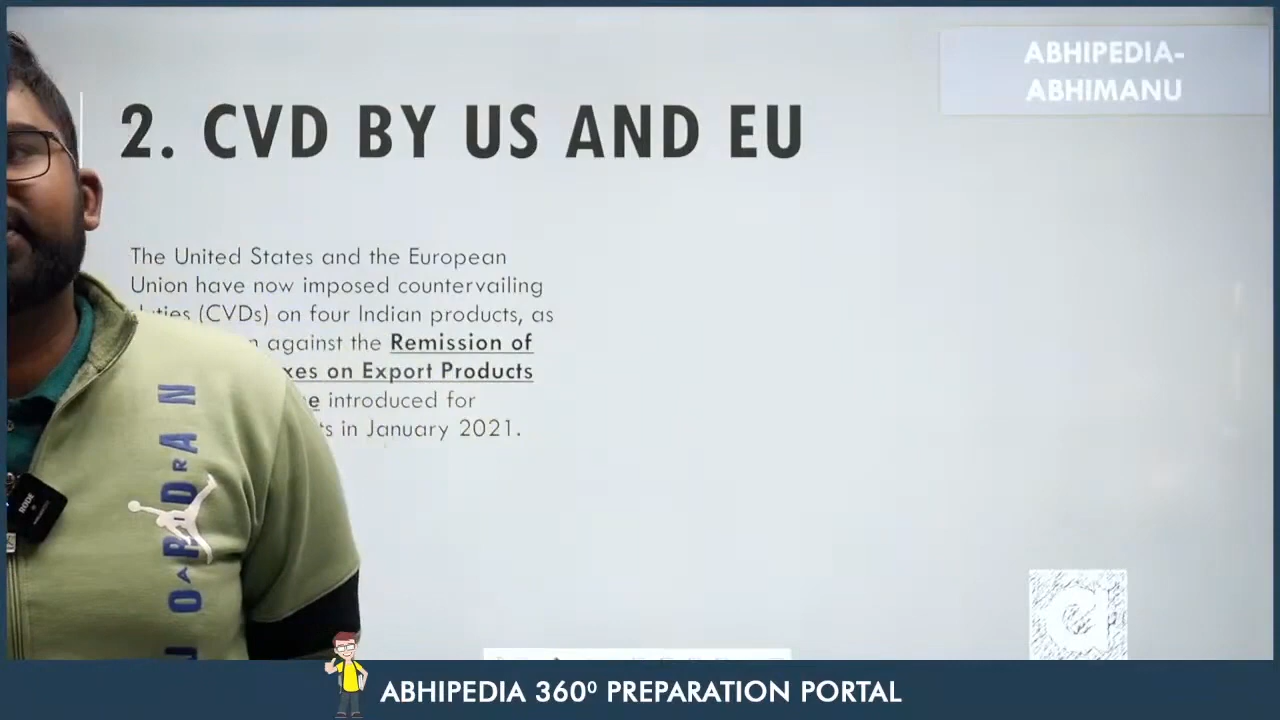 ABHIPEDIA-
ABHIMANU
2. CVD BY US AND EU
The United States and the European
Union have now imposed countervailing
(CVDs) on four Indian products, as
against the Remission of
on Export Products
introduced for
in January 2021.
JORDAN
RODE
ABHIPEDIA 360⁰ PREPARATION PORTAL